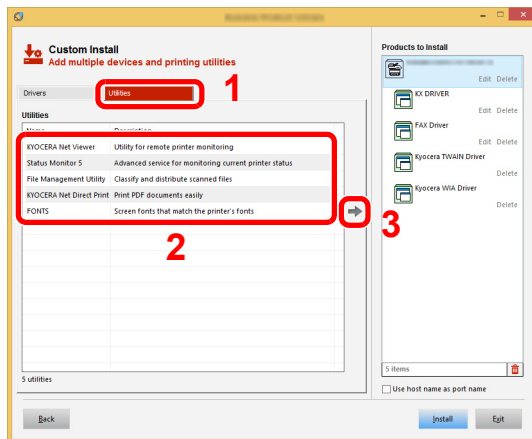 Custom Install
Add multiple devices and printing utilities
Drivers
Utilities
1
Utilities
Name Description
KYOCERA Net Viewer Utility for remote printer monitoring
Status Monitor 5 Advanced service for monitoring current printer status
File Management Utility Classify and distribute scanned files
KYOCERA Net Direct Print Print PDF documents easily
FONTS Screen fonts that match the printer's fonts
2
3
5 utilities
Products to Install
Edit Delete
KX DRIVER
Edit Delete
FAX Driver
Edit Delete
Kyocera TWAIN Driver
Delete
Kyocera WIA Driver
Delete
5 items
Use host name as port name
Back
Install
Exit